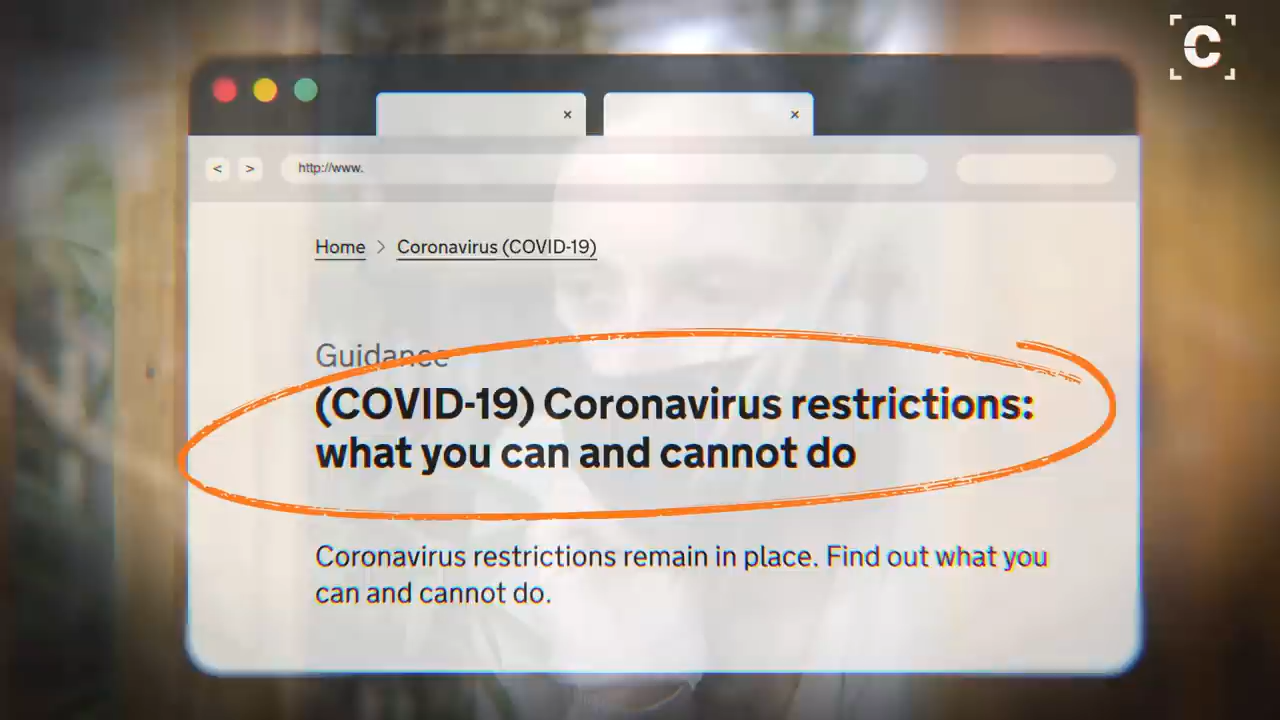 C
×
×
< >
http://www.
Home > Coronavirus (COVID-19)
Guidance
(COVID-19) Coronavirus restrictions:
what you can and cannot do
Coronavirus restrictions remain in place. Find out what you
can and cannot do.